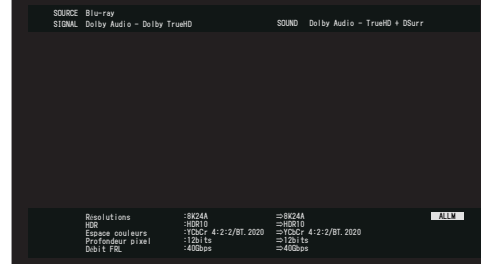 SOURCE Blu-ray
SIGNAL Dolby Audio - Dolby TrueHD SOUND Dolby Audio - TrueHD + DSurr
Résolutions :8K24A ⇒8K24A ALLM
HDR :HDR10 ⇒HDR10
Espace couleurs :YCbCr 4:2:2/BT.2020 ⇒YCbCr 4:2:2/BT.2020
Profondeur pixel :12bits ⇒12bits
Débit FRL :40Gbps ⇒40Gbps